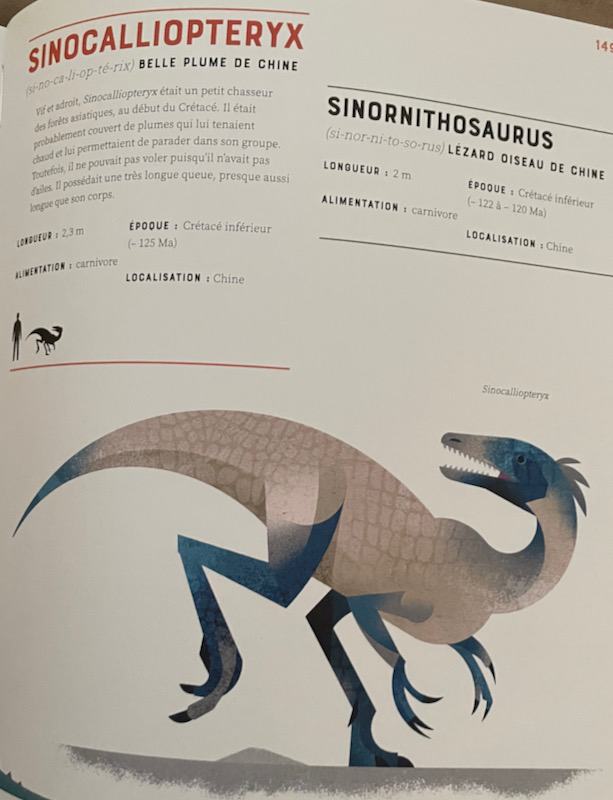 SINOCALLIOPTERYX
(si-no-ca-li-op-té-rix) BELLE PLUME DE CHINE
Vif et adroit, Sinocalliopteryx était un petit chasseur
des forêts asiatiques, au début du Crétacé. Il était
probablement couvert de plumes qui lui tenaient
chaud et lui permettaient de parader dans son groupe.
Toutefois, il ne pouvait pas voler puisqu'il n'avait pas
d'ailes. Il possédait une très longue queue, presque aussi
longue que son corps.
LONGUEUR : 2,3 m
ÉPOQUE : Crétacé inférieur
(– 125 Ma)
ALIMENTATION : carnivore
LOCALISATION : Chine
149
SINORNITHOSAURUS
(si-nor-ni-to-so-rus) LÉZARD OISEAU DE CHINE
LONGUEUR : 2 m
ÉPOQUE : Crétacé inférieur
(– 122 à – 120 Ma)
ALIMENTATION : carnivore
LOCALISATION : Chine
Sinocalliopteryx